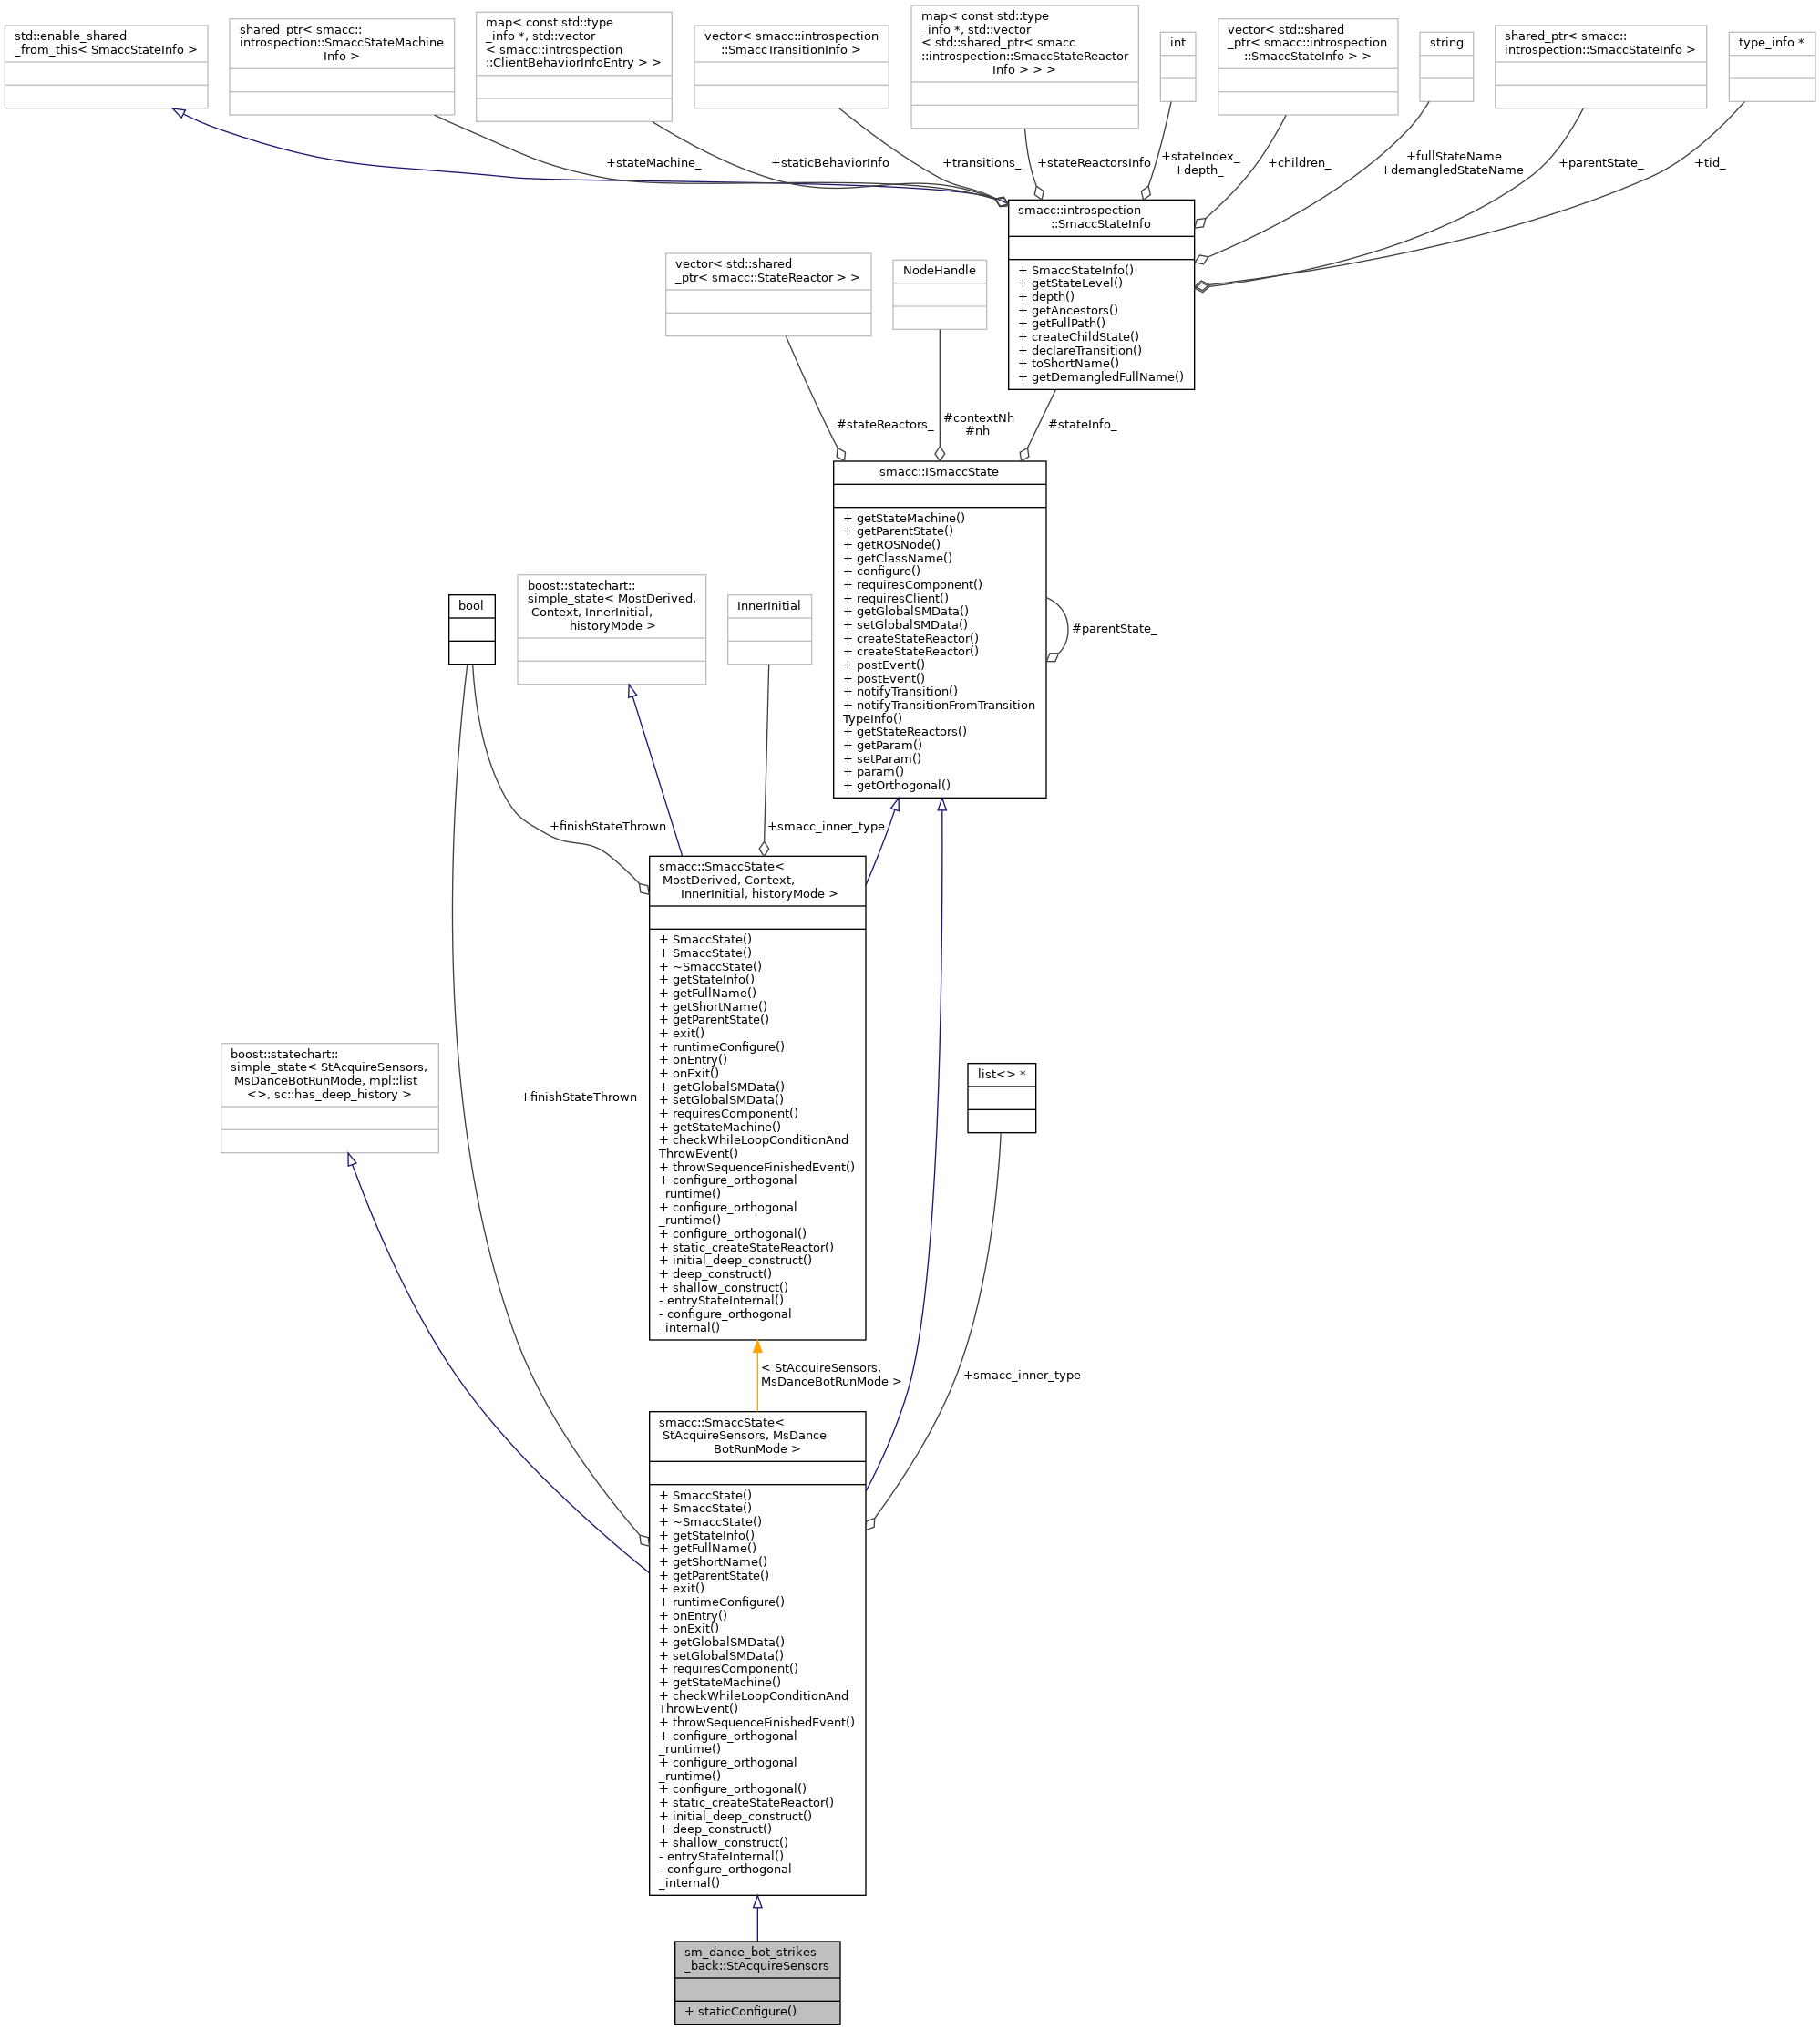 std::enable_shared
_from_this< SmaccStateInfo >
shared_ptr< smacc::
introspection::SmaccStateMachine
Info >
map< const std::type
_info *, std::vector
< smacc::introspection
::ClientBehaviorInfoEntry > >
vector< smacc::introspection
::SmaccTransitionInfo >
map< const std::type
_info *, std::vector
< std::shared_ptr< smacc
::introspection::SmaccStateReactor
Info > > >
int
vector< std::shared
_ptr< smacc::introspection
::SmaccStateInfo > >
string
shared_ptr< smacc::
introspection::SmaccStateInfo >
type_info *
+stateMachine_
+staticBehaviorInfo
+transitions_
+stateReactorsInfo
+stateIndex_
+depth_
+children_
+fullStateName
+demangledStateName
+parentState_
+tid_
smacc::introspection
::SmaccStateInfo
+ SmaccStateInfo()
+ getStateLevel()
+ depth()
+ getAncestors()
+ getFullPath()
+ createChildState()
+ declareTransition()
+ toShortName()
+ getDemangledFullName()
vector< std::shared
_ptr< smacc::StateReactor > >
NodeHandle
#stateReactors_
#contextNh
#nh
#stateInfo_
smacc::ISmaccState
+ getStateMachine()
+ getParentState()
+ getROSNode()
+ getClassName()
+ configure()
+ requiresComponent()
+ requiresClient()
+ getGlobalSMData()
+ setGlobalSMData()
+ createStateReactor()
+ createStateReactor()
+ postEvent()
+ postEvent()
+ notifyTransition()
+ notifyTransitionFromTransition
TypeInfo()
+ getStateReactors()
+ getParam()
+ setParam()
+ param()
+ getOrthogonal()
#parentState_
bool
boost::statechart::
simple_state< MostDerived,
Context, InnerInitial,
historyMode >
InnerInitial
+finishStateThrown
+smacc_inner_type
smacc::SmaccState<
MostDerived, Context,
InnerInitial, historyMode >
+ SmaccState()
+ SmaccState()
+ ~SmaccState()
+ getStateInfo()
+ getFullName()
+ getShortName()
+ getParentState()
+ exit()
+ runtimeConfigure()
+ onEntry()
+ onExit()
+ getGlobalSMData()
+ setGlobalSMData()
+ requiresComponent()
+ getStateMachine()
+ checkWhileLoopConditionAnd
ThrowEvent()
+ throwSequenceFinishedEvent()
+ configure_orthogonal
_runtime()
+ configure_orthogonal
_runtime()
+ configure_orthogonal()
+ static_createStateReactor()
+ initial_deep_construct()
+ deep_construct()
+ shallow_construct()
- entryStateInternal()
- configure_orthogonal
_internal()
boost::statechart::
simple_state< StAcquireSensors,
MsDanceBotRunMode, mpl::list
<>, sc::has_deep_history >
+finishStateThrown
list<> *
< StAcquireSensors,
MsDanceBotRunMode >
+smacc_inner_type
smacc::SmaccState<
StAcquireSensors, MsDance
BotRunMode >
+ SmaccState()
+ SmaccState()
+ ~SmaccState()
+ getStateInfo()
+ getFullName()
+ getShortName()
+ getParentState()
+ exit()
+ runtimeConfigure()
+ onEntry()
+ onExit()
+ getGlobalSMData()
+ setGlobalSMData()
+ requiresComponent()
+ getStateMachine()
+ checkWhileLoopConditionAnd
ThrowEvent()
+ throwSequenceFinishedEvent()
+ configure_orthogonal
_runtime()
+ configure_orthogonal
_runtime()
+ configure_orthogonal()
+ static_createStateReactor()
+ initial_deep_construct()
+ deep_construct()
+ shallow_construct()
- entryStateInternal()
- configure_orthogonal
_internal()
sm_dance_bot_strikes
_back::StAcquireSensors
+ staticConfigure()